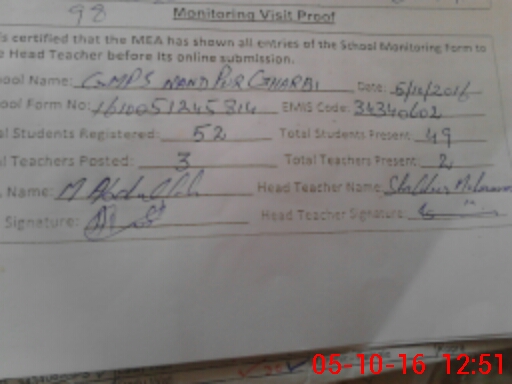 98
Monitoring Visit Proof
is certified that the MEA has shown all entries of the School Monitoring Form to
e Head Teacher before its online submission.
ool Name: GMPS NAND PUR GHARBI Date: 5/10/2016
ool Form No: 1610051245814 EMIS Code: 34340602
al Students Registered: 52 Total Students Present: 49
al Teachers Posted: 3 Total Teachers Present: 2
Name: M Abdullah Head Teacher Name:
Signature: Head Teacher Signature:
05-10-16 12:51